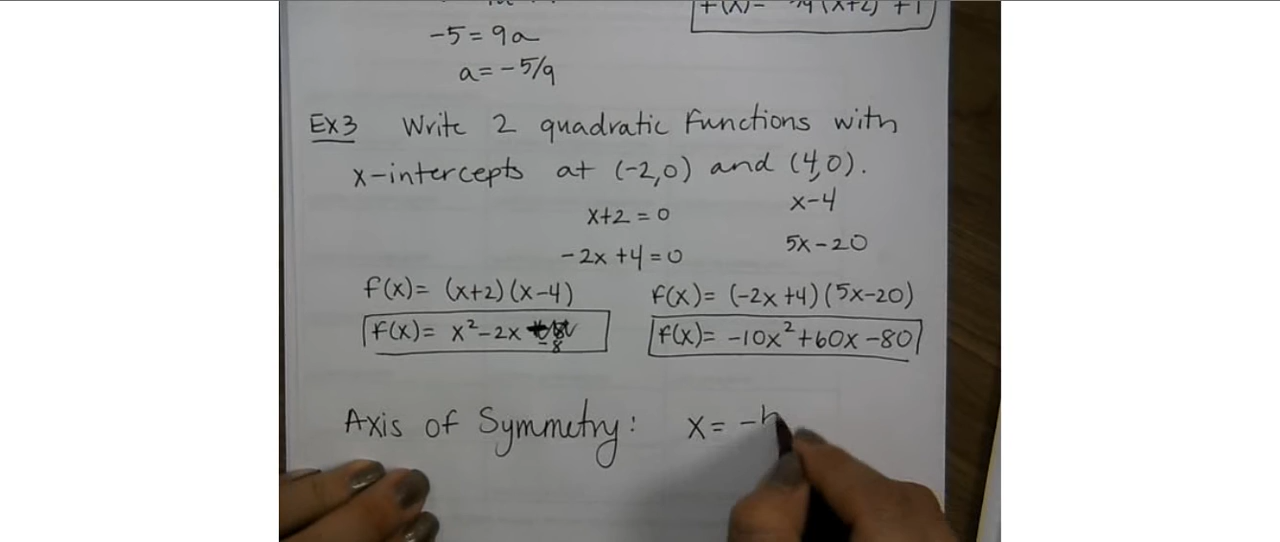 -5 = 9a
a = -5/9
Ex3 Write 2 quadratic functions with
x-intercepts at (-2,0) and (4,0).
x+2 = 0
x-4
-2x +4 = 0
5x-20
f(x) = (x+2)(x-4)
f(x) = (-2x +4)(5x-20)
f(x) = x² -2x -8
f(x) = -10x² +60x -80
Axis of Symmetry: x = -